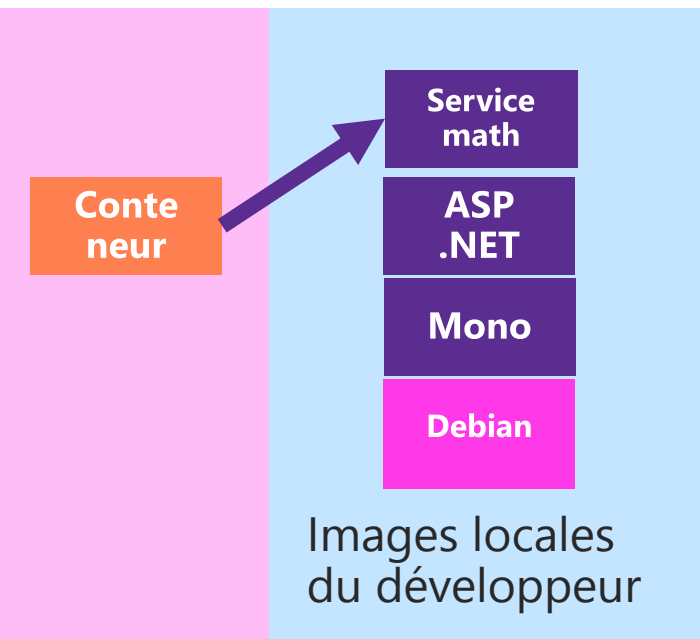 Service
math
Conte
neur
ASP
.NET
Mono
Debian
Images locales
du développeur